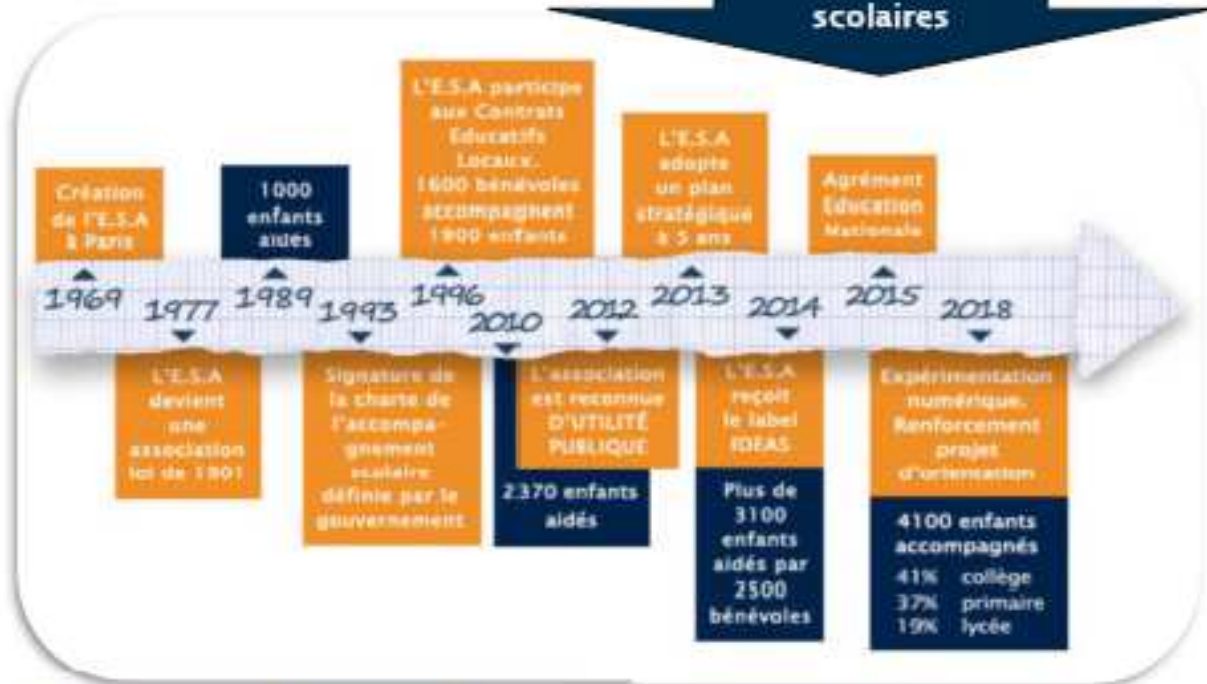 scolaires
L'E.S.A participe
aux Contrats
Educatifs
Locaux.
1600 bénévoles
accompagnent
1900 enfants
L'E.S.A
adopte
un plan
stratégique
à 5 ans
Création
de l'E.S.A
à Paris
1000
enfants
aidés
Agrément
Education
Nationale
1969
1977
1989
1993
1996
2010
2012
2013
2014
2015
2018
L'E.S.A
devient
une
association
loi de 1901
Signature de
la charte de
l'accompa-
gnement
scolaire
définie par le
gouvernement
L'association
est reconnue
D'UTILITÉ
PUBLIQUE
2370 enfants
aidés
L'E.S.A
reçoit
le label
IDEAS
Plus de
3100
enfants
aidés par
2500
bénévoles
Expérimentation
numérique.
Renforcement
projet
d'orientation
4100 enfants
accompagnés
41% collège
37% primaire
19% lycée